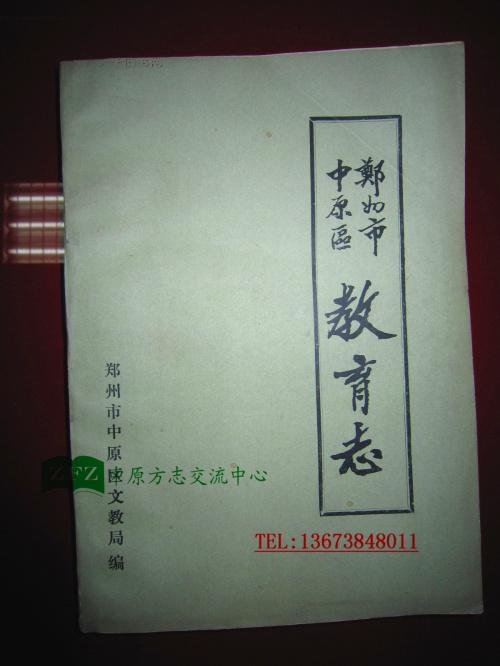 鄭州市
中原區
教育志
郑州市中原区文教局 编
ZFZ 中原方志交流中心
TEL:13673848011